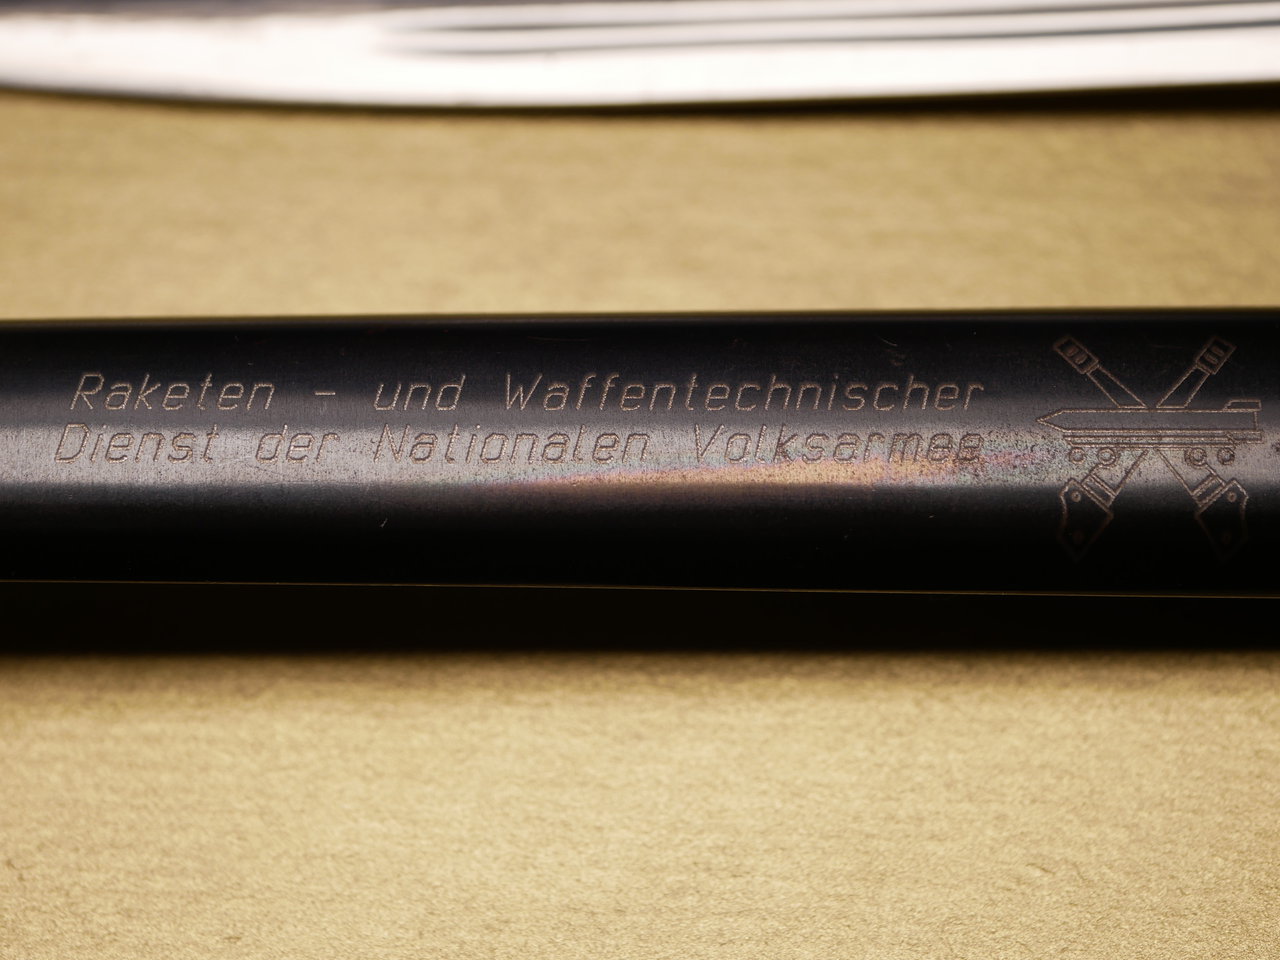 Raketen - und Waffentechnischer
Dienst der Nationalen Volksarmee